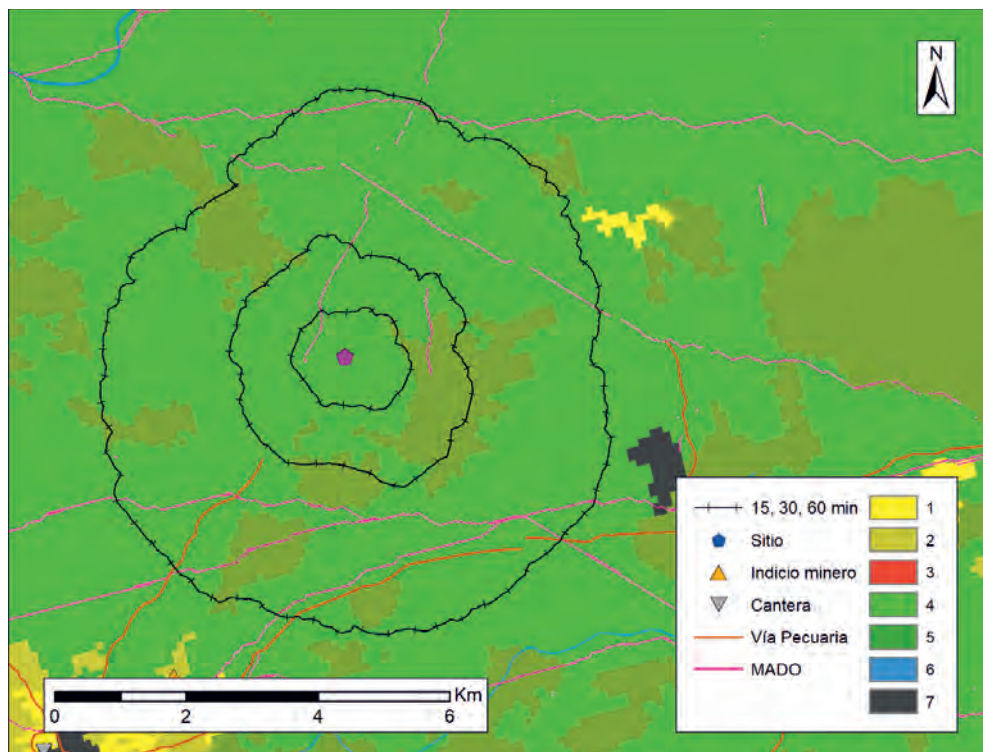 N
15, 30, 60 min
Sitio
Indicio minero
Cantera
Vía Pecuaria
MADO
1
2
3
4
5
6
7
Km
0 2 4 6